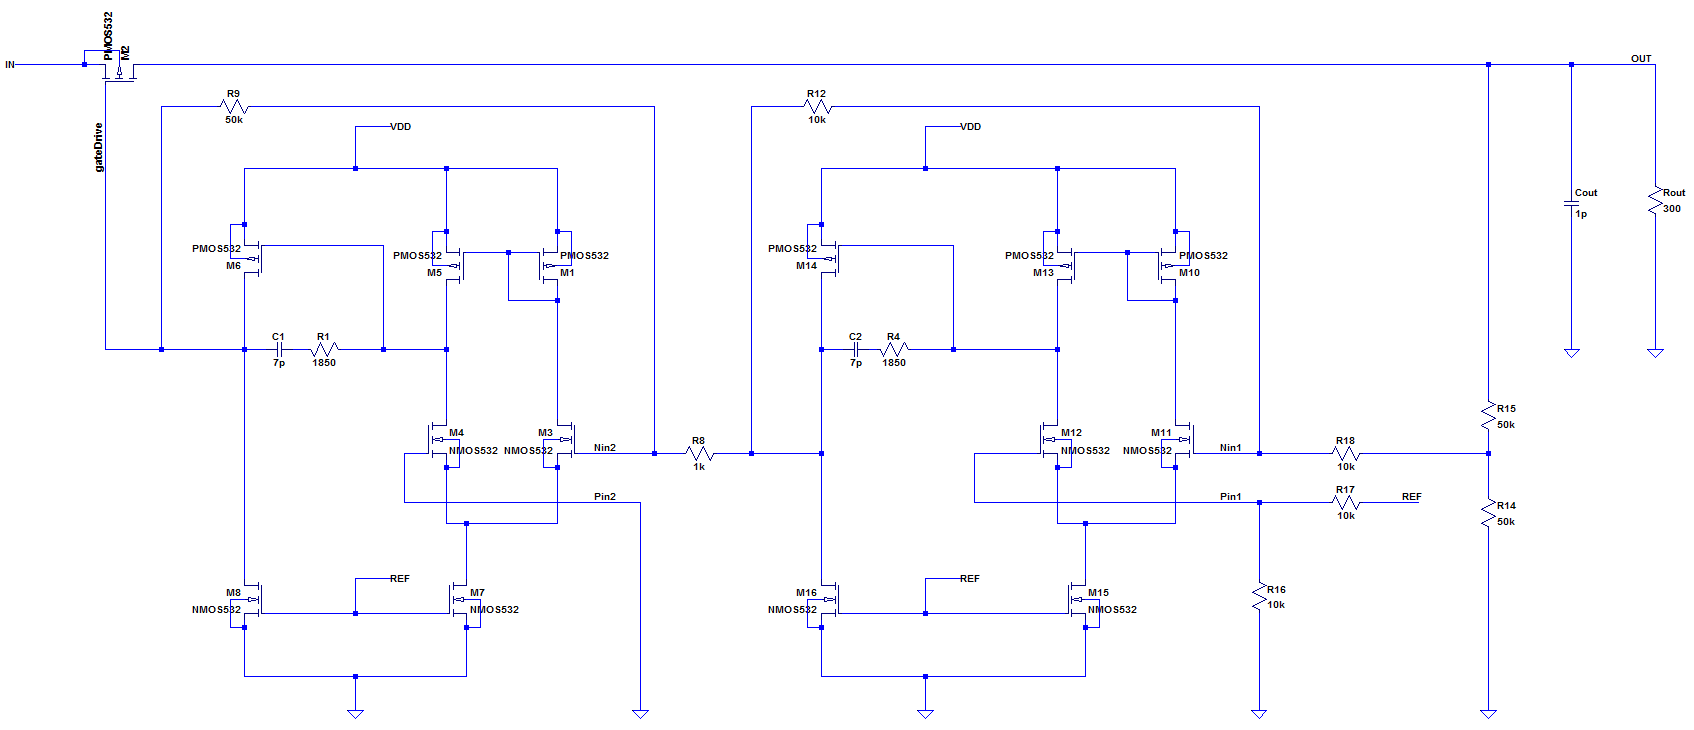 PMOS532
M2
IN
OUT
gateDrive
R9
50k
R12
10k
VDD
VDD
Cout
1p
Rout
300
PMOS532
M6
PMOS532
M5
PMOS532
M1
PMOS532
M14
PMOS532
M13
PMOS532
M10
C1
7p
R1
1850
C2
7p
R4
1850
R15
50k
M4
NMOS532
M3
NMOS532
Nin2
R8
1k
M12
NMOS532
M11
NMOS532
Nin1
R18
10k
Pin2
Pin1
R17
10k
REF
R14
50k
REF
REF
M8
NMOS532
M7
NMOS532
M16
NMOS532
M15
NMOS532
R16
10k